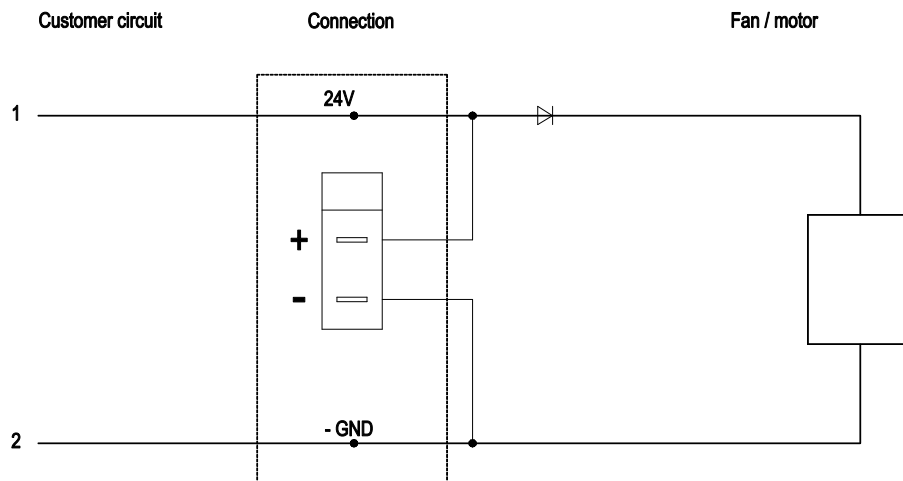 Customer circuit Connection Fan / motor
1 24V
+
-
2 - GND